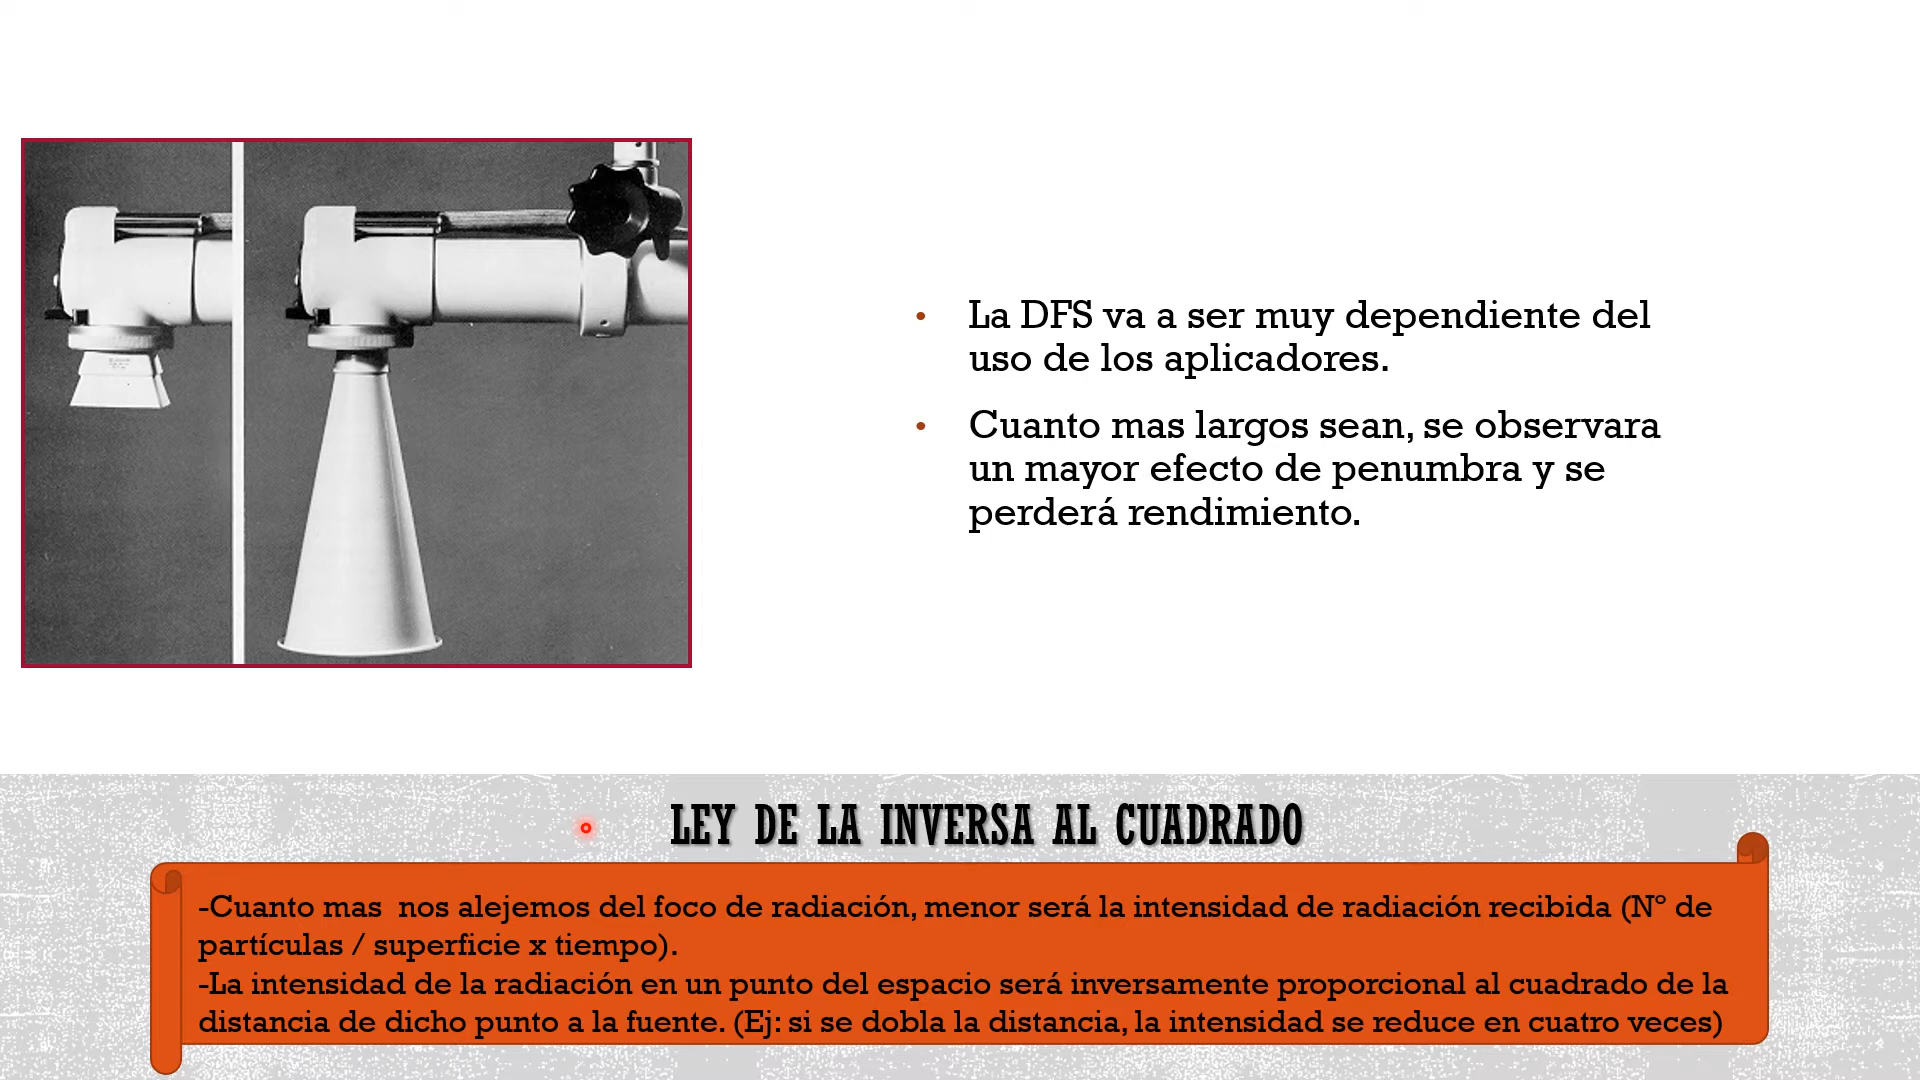 La DFS va a ser muy dependiente del
uso de los aplicadores.
Cuanto mas largos sean, se observara
un mayor efecto de penumbra y se
perderá rendimiento.
LEY DE LA INVERSA AL CUADRADO
-Cuanto mas nos alejemos del foco de radiación, menor será la intensidad de radiación recibida (Nº de
partículas / superficie x tiempo).
-La intensidad de la radiación en un punto del espacio será inversamente proporcional al cuadrado de la
distancia de dicho punto a la fuente. (Ej: si se dobla la distancia, la intensidad se reduce en cuatro veces)